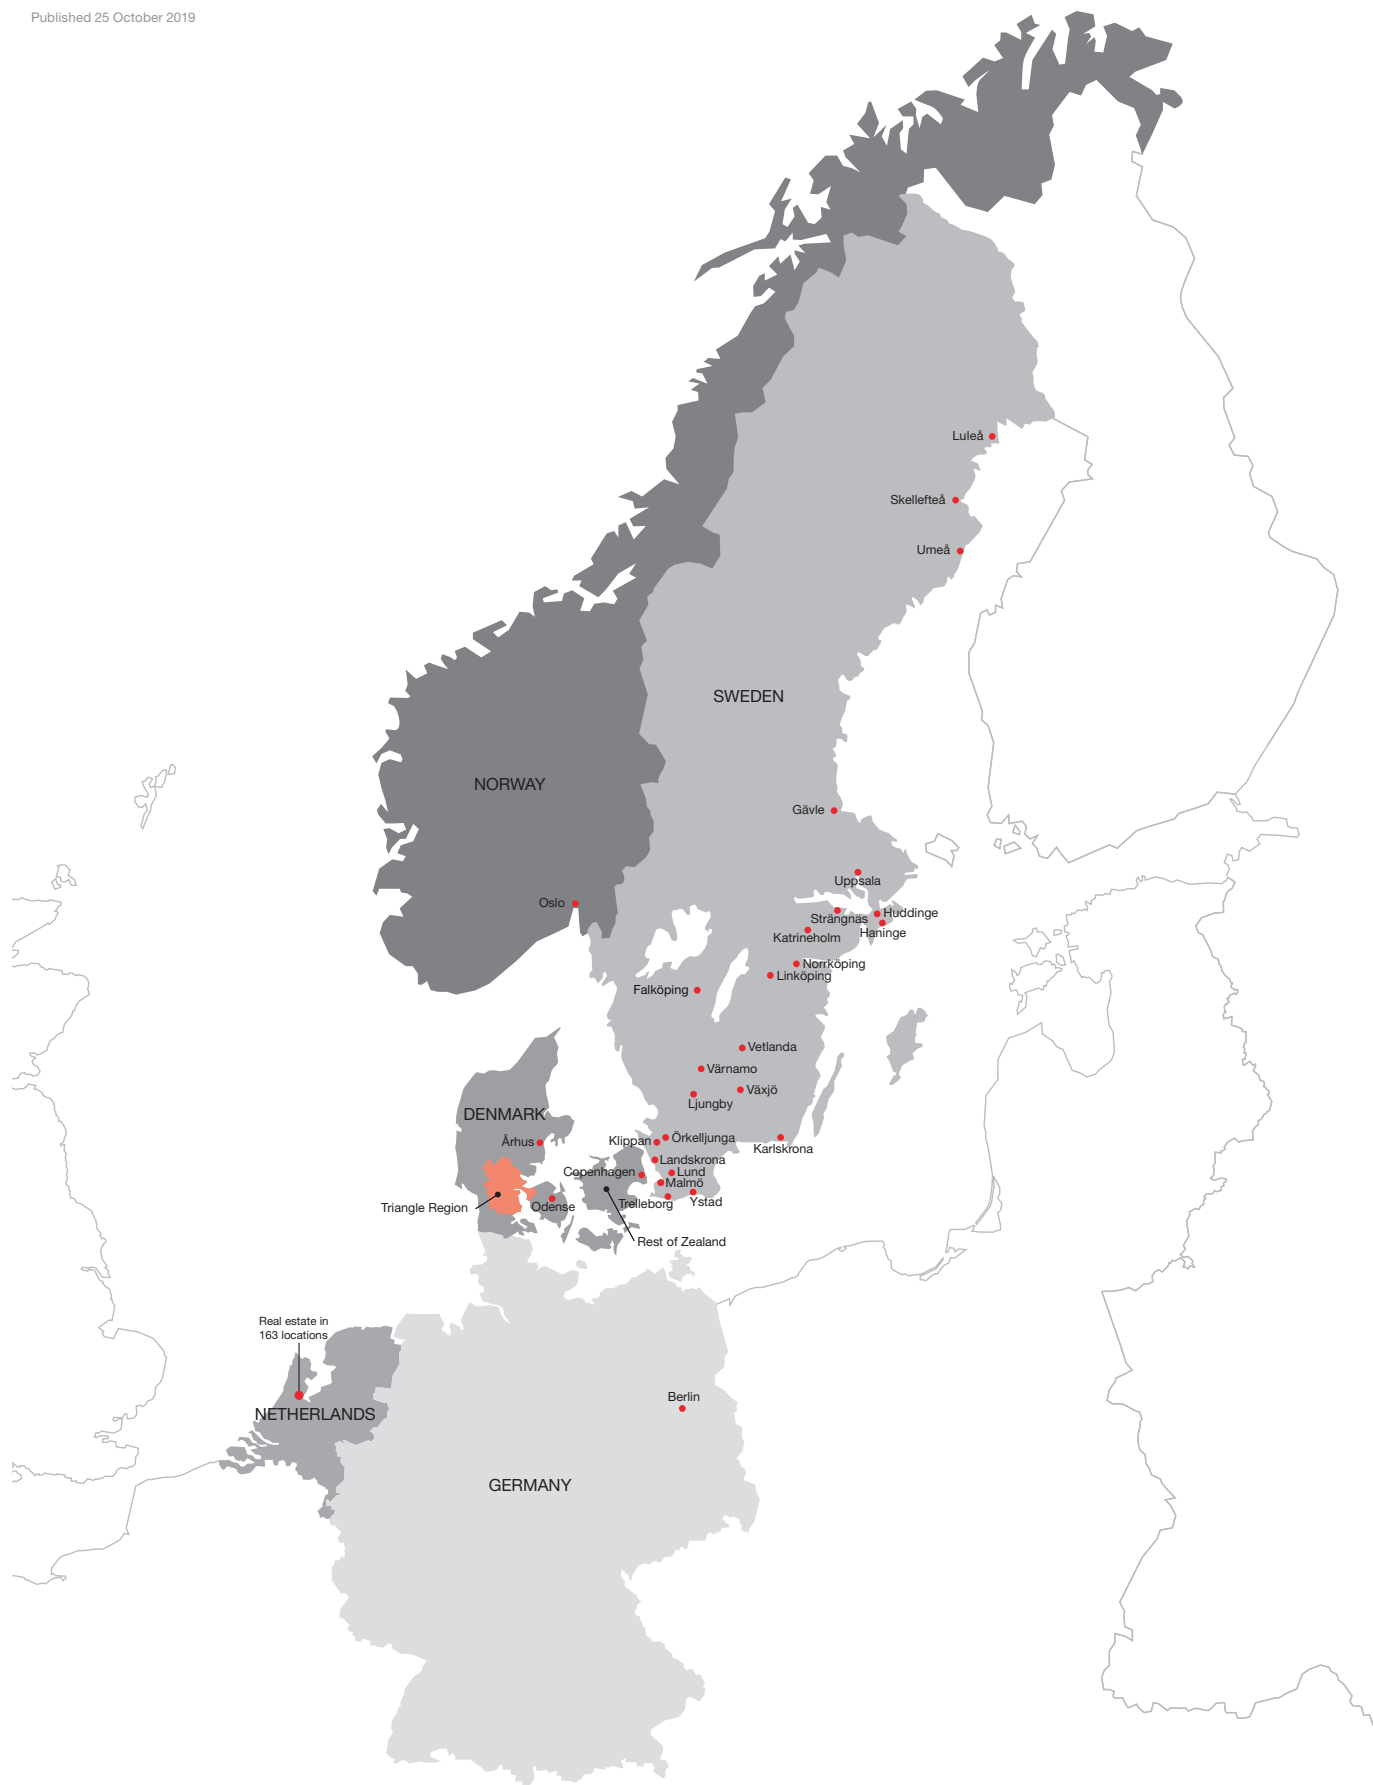 Published 25 October 2019
Luleå
Skellefteå
Umeå
SWEDEN
NORWAY
Gävle
Uppsala
Oslo
Strängnäs
Huddinge
Haninge
Katrineholm
Norrköping
Linköping
Falköping
Vetlanda
Värnamo
Växjö
Ljungby
DENMARK
Århus
Klippan
Örkelljunga
Karlskrona
Landskrona
Copenhagen
Lund
Malmö
Triangle Region
Odense
Trelleborg
Ystad
Rest of Zealand
Real estate in
163 locations
Berlin
NETHERLANDS
GERMANY